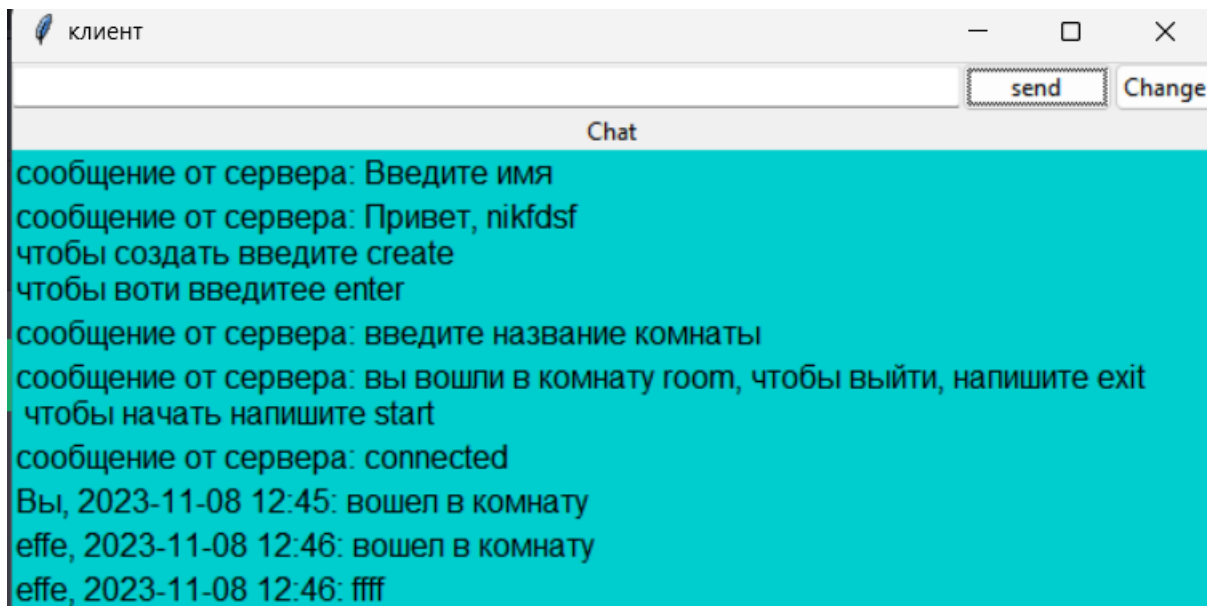 клиент
send
Change
Chat
сообщение от сервера: Введите имя
сообщение от сервера: Привет, nikfdsf
чтобы создать введите create
чтобы воти введитее enter
сообщение от сервера: введите название комнаты
сообщение от сервера: вы вошли в комнату room, чтобы выйти, напишите exit
чтобы начать напишите start
сообщение от сервера: connected
Вы, 2023-11-08 12:45: вошел в комнату
effe, 2023-11-08 12:46: вошел в комнату
effe, 2023-11-08 12:46: ffff